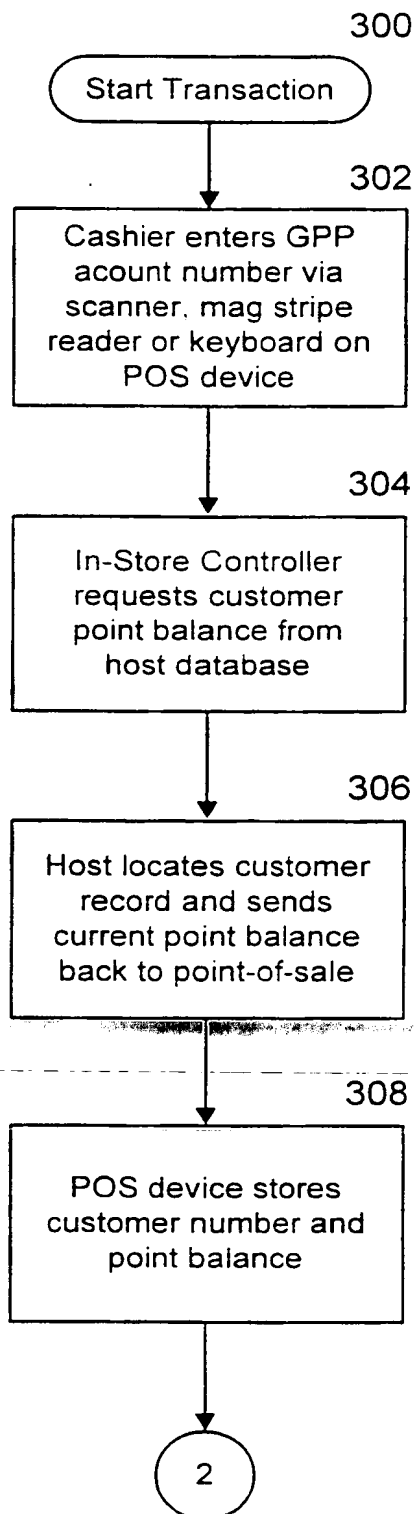 300
Start Transaction
302
Cashier enters GPP
acount number via
scanner, mag stripe
reader or keyboard on
POS device
304
In-Store Controller
requests customer
point balance from
host database
306
Host locates customer
record and sends
current point balance
back to point-of-sale
308
POS device stores
customer number and
point balance
2